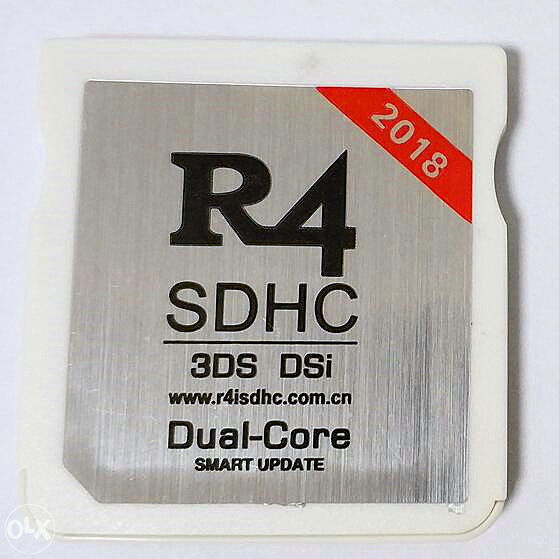 2018
R4
SDHC
3DS DSi
www.r4isdhc.com.cn
Dual-Core
SMART UPDATE
OLX